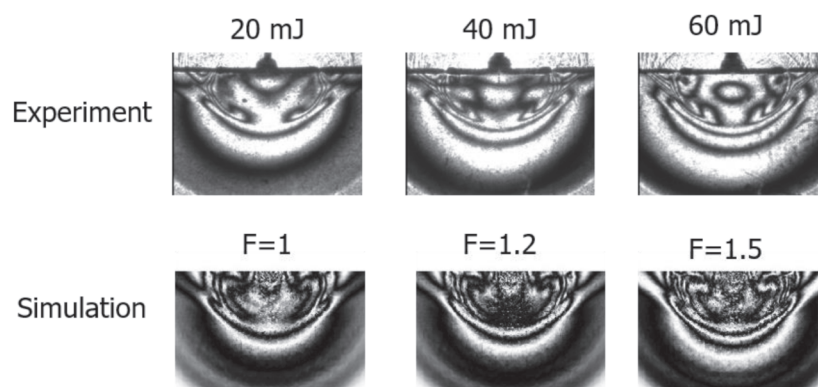 20 mJ
40 mJ
60 mJ
Experiment
F=1
F=1.2
F=1.5
Simulation